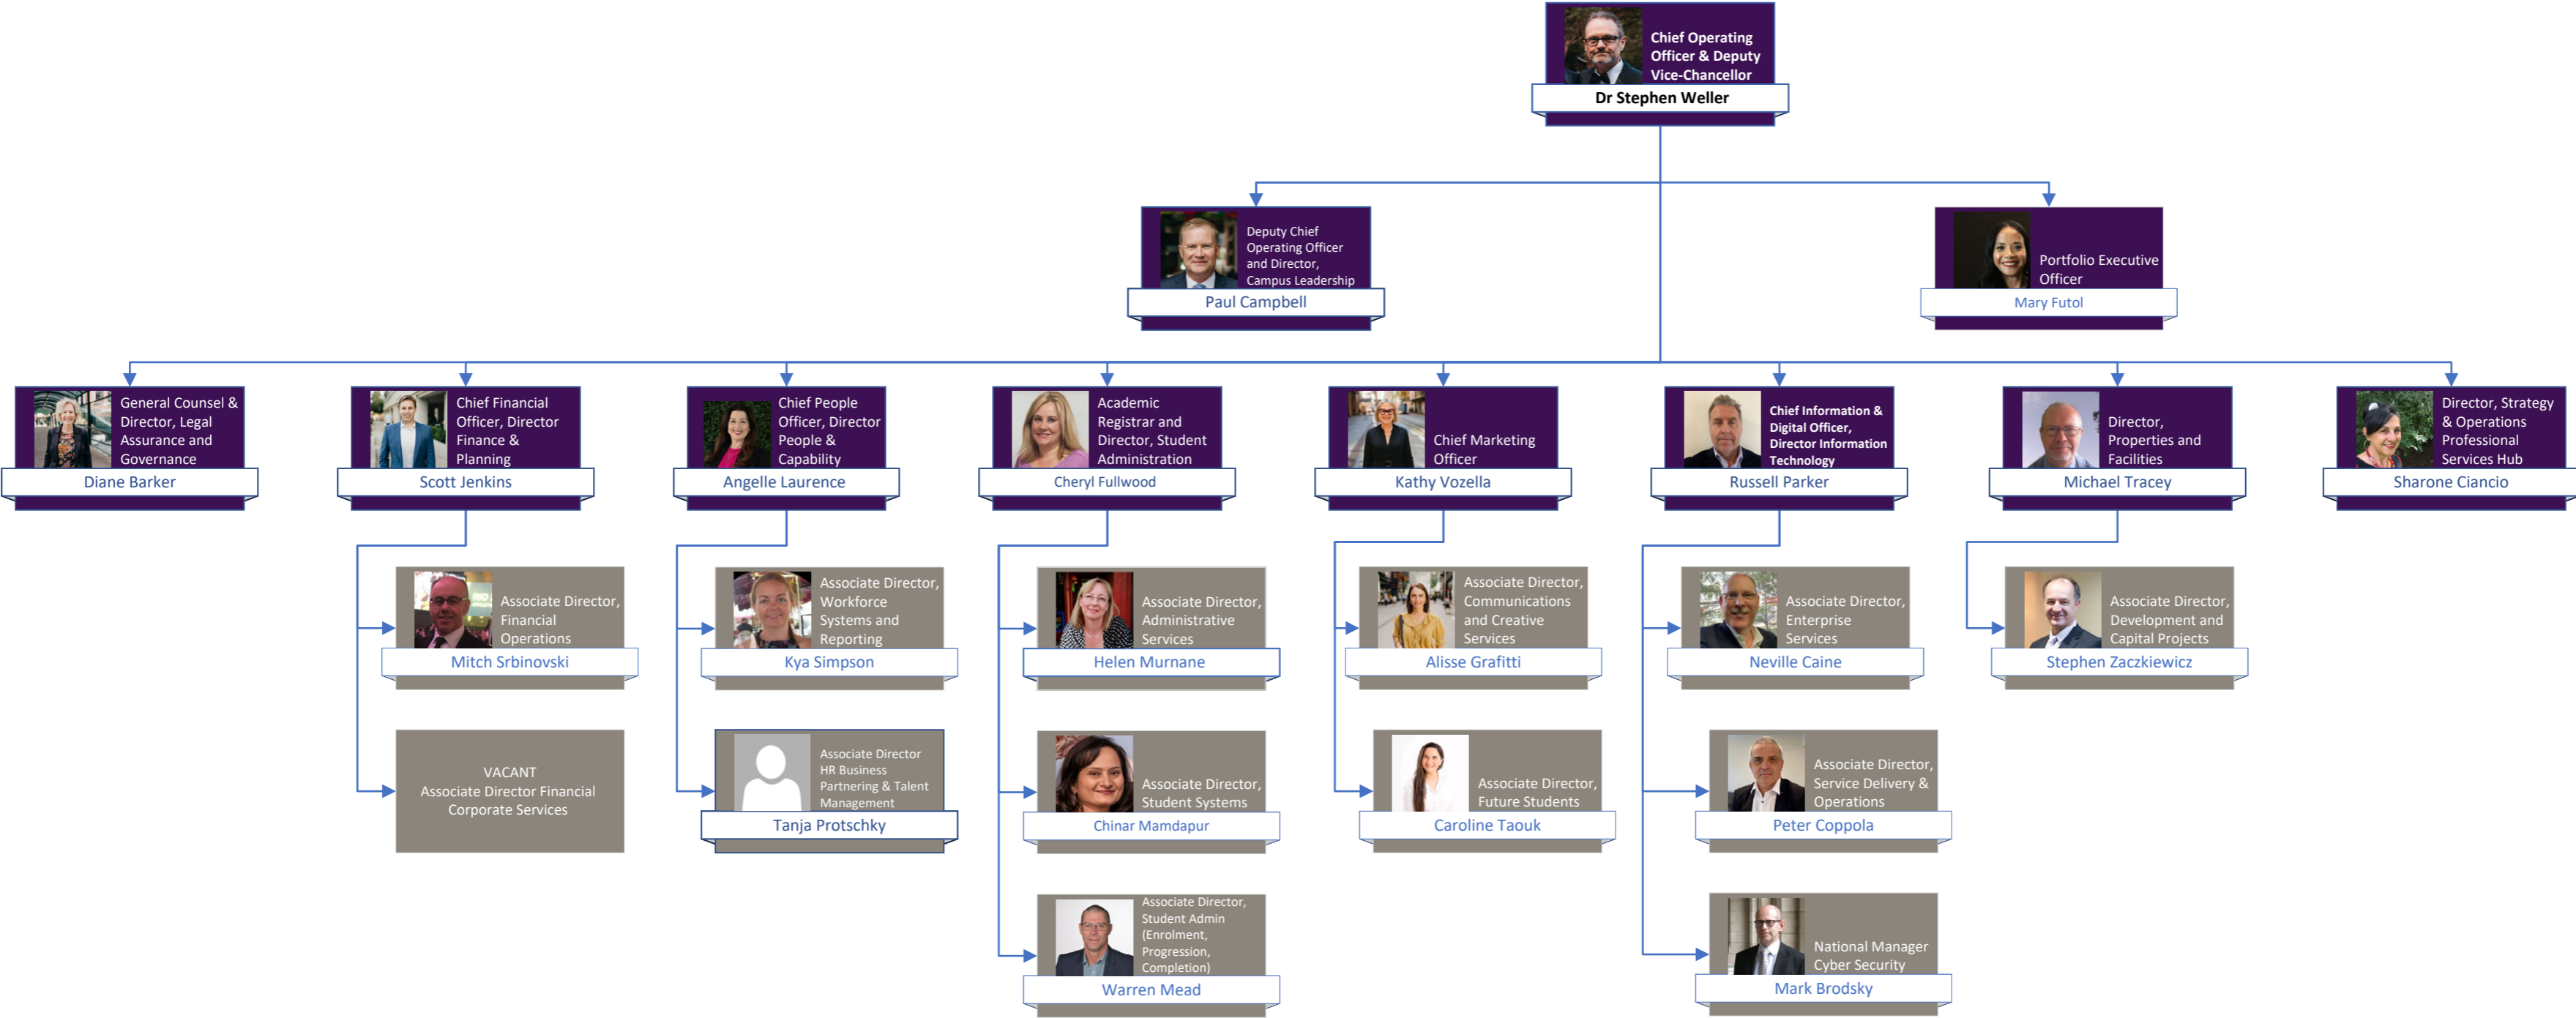 Chief Operating
Officer & Deputy
Vice-Chancellor
Dr Stephen Weller
Deputy Chief
Operating Officer
and Director,
Campus Leadership
Paul Campbell
Portfolio Executive
Officer
Mary Futol
General Counsel &
Director, Legal
Assurance and
Governance
Diane Barker
Chief Financial
Officer, Director
Finance &
Planning
Scott Jenkins
Chief People
Officer, Director
People &
Capability
Angelle Laurence
Academic
Registrar and
Director, Student
Administration
Cheryl Fullwood
Chief Marketing
Officer
Kathy Vozella
Chief Information &
Digital Officer,
Director Information
Technology
Russell Parker
Director,
Properties and
Facilities
Michael Tracey
Director, Strategy
& Operations
Professional
Services Hub
Sharone Ciancio
Associate Director,
Financial
Operations
Mitch Srbinovski
Associate Director,
Workforce
Systems and
Reporting
Kya Simpson
Associate Director,
Administrative
Services
Helen Murnane
Associate Director,
Communications
and Creative
Services
Alisse Grafitti
Associate Director,
Enterprise
Services
Neville Caine
Associate Director,
Development and
Capital Projects
Stephen Zaczkiewicz
VACANT
Associate Director Financial
Corporate Services
Associate Director
HR Business
Partnering & Talent
Management
Tanja Protschky
Associate Director,
Student Systems
Chinar Mamdapur
Associate Director,
Future Students
Caroline Taouk
Associate Director,
Service Delivery &
Operations
Peter Coppola
Associate Director,
Student Admin
(Enrolment,
Progression,
Completion)
Warren Mead
National Manager
Cyber Security
Mark Brodsky